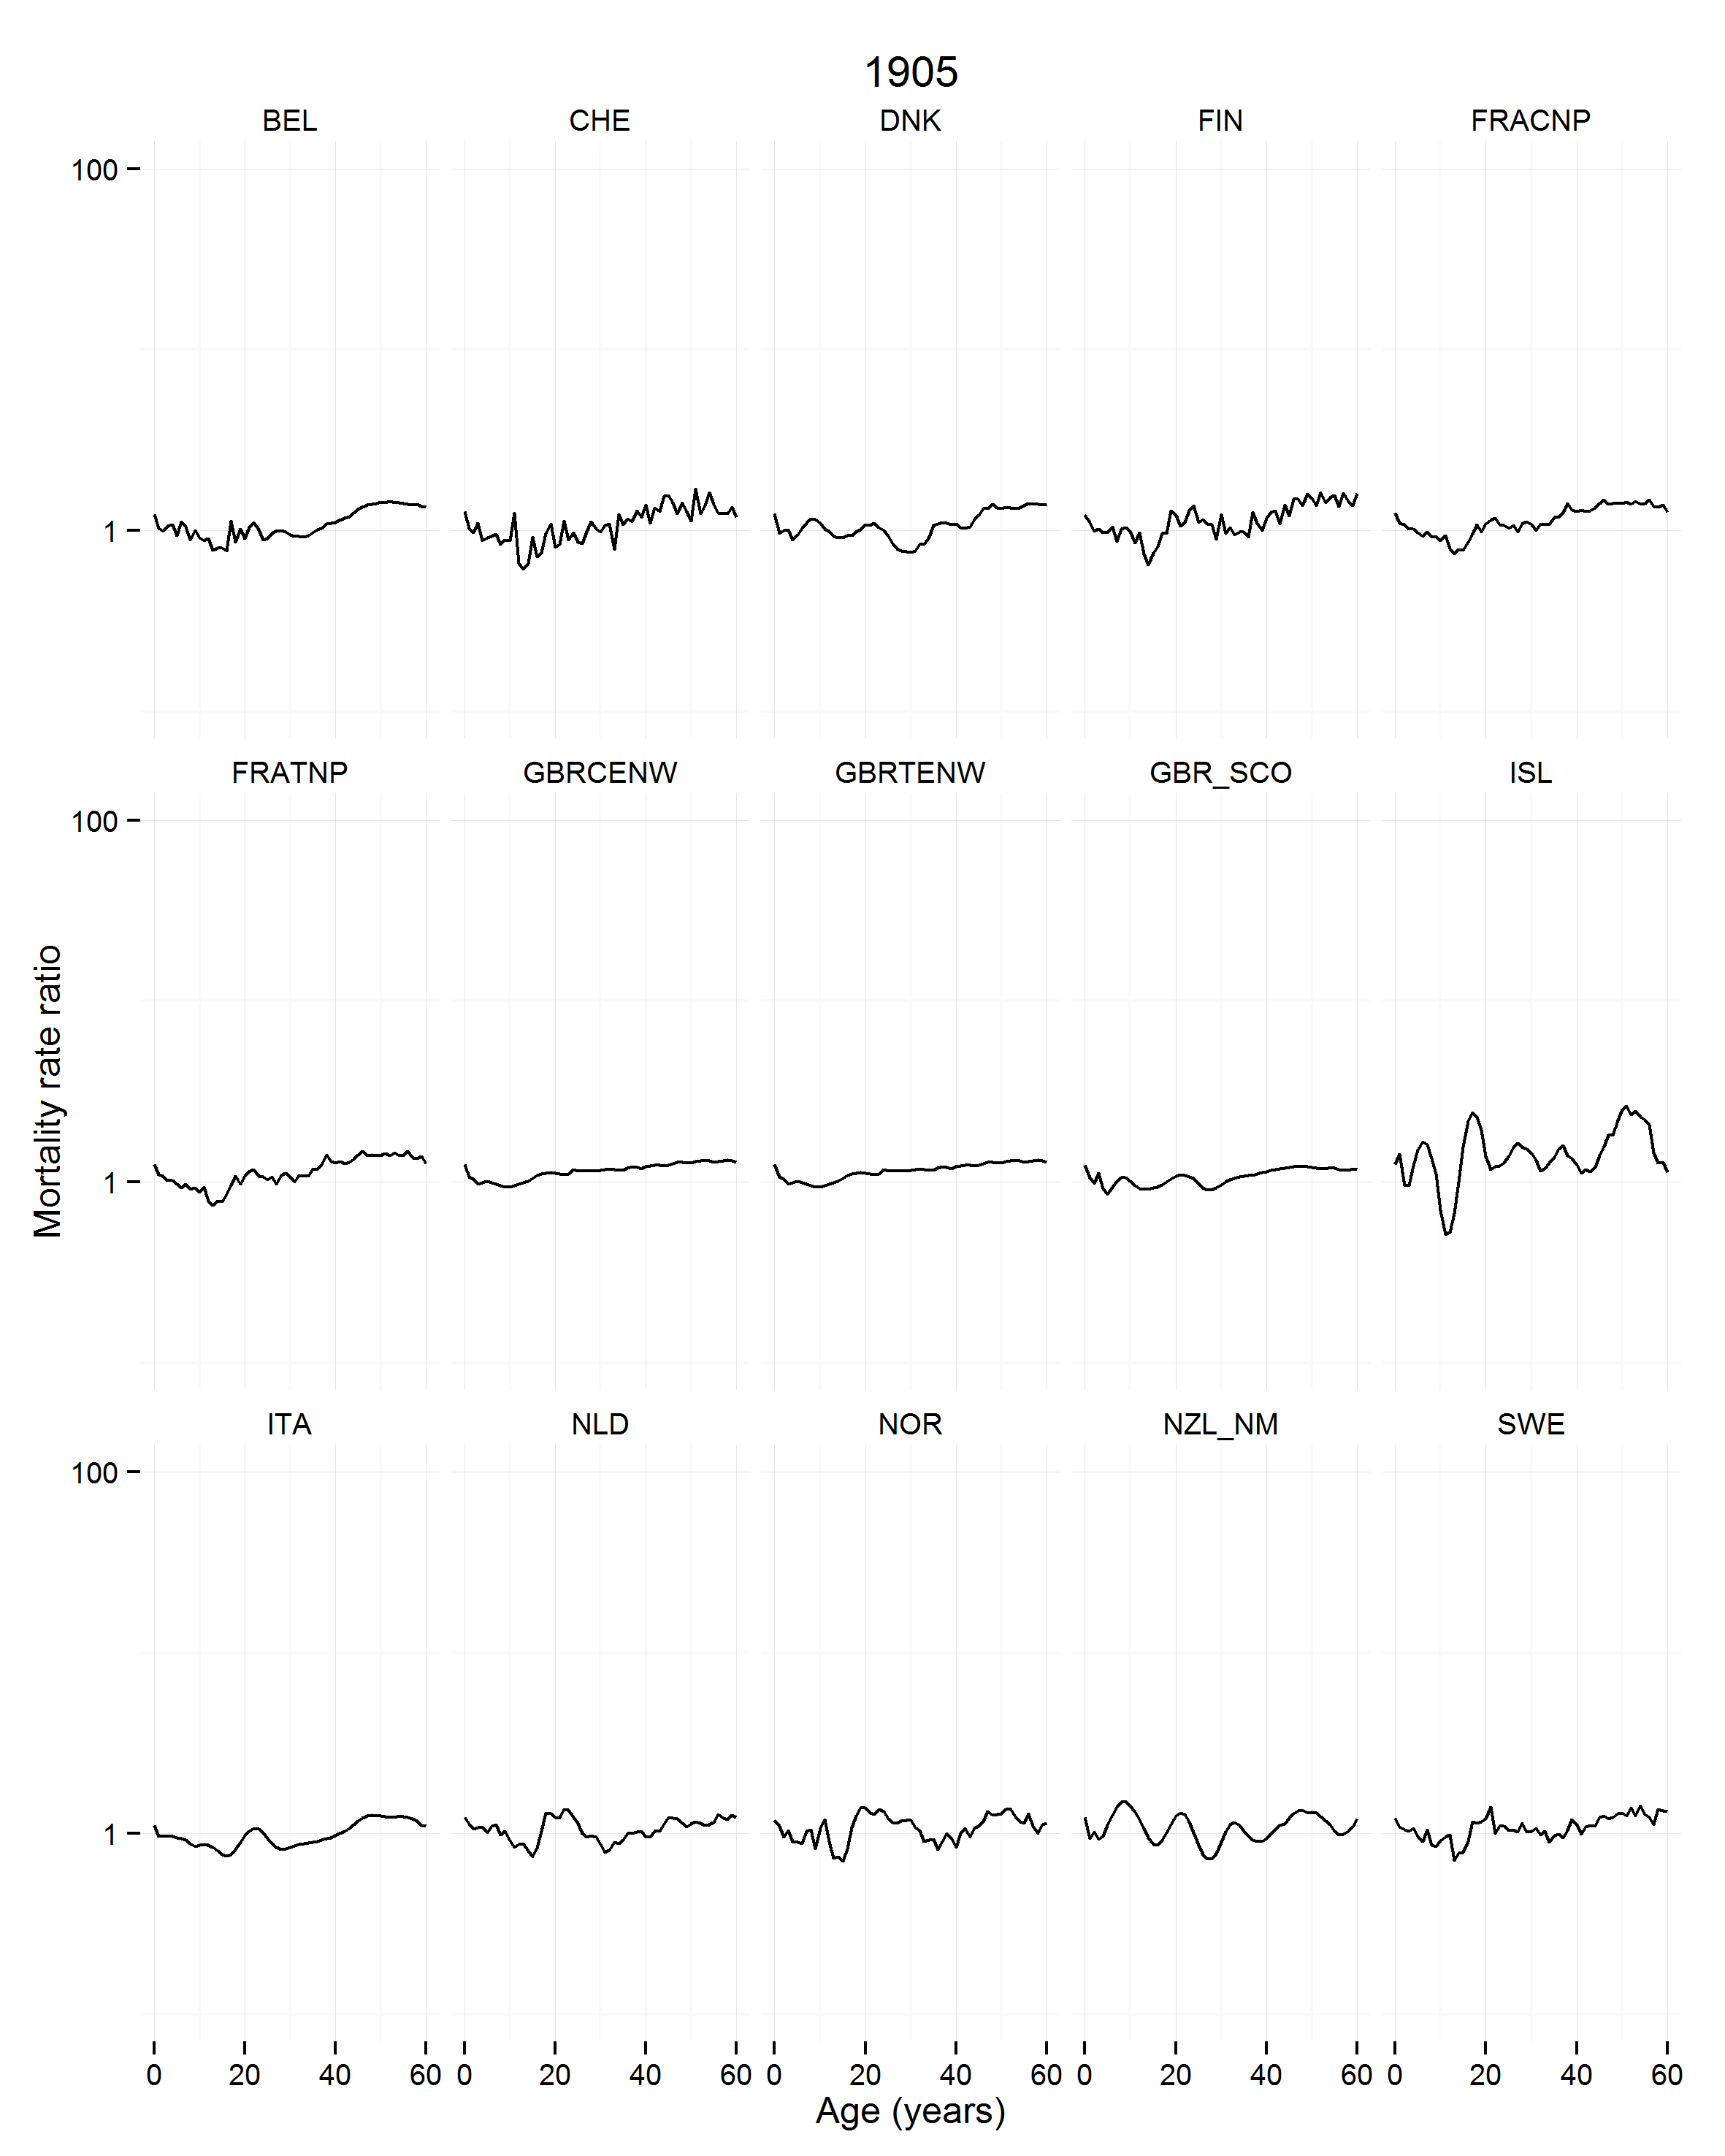 1905
BEL CHE DNK FIN FRACNP
100
1
FRATNP GBRCENW GBRTENW GBR_SCO ISL
100
1
Mortality rate ratio
ITA NLD NOR NZL_NM SWE
100
1
0 20 40 60 0 20 40 60 0 20 40 60 0 20 40 60 0 20 40 60
Age (years)